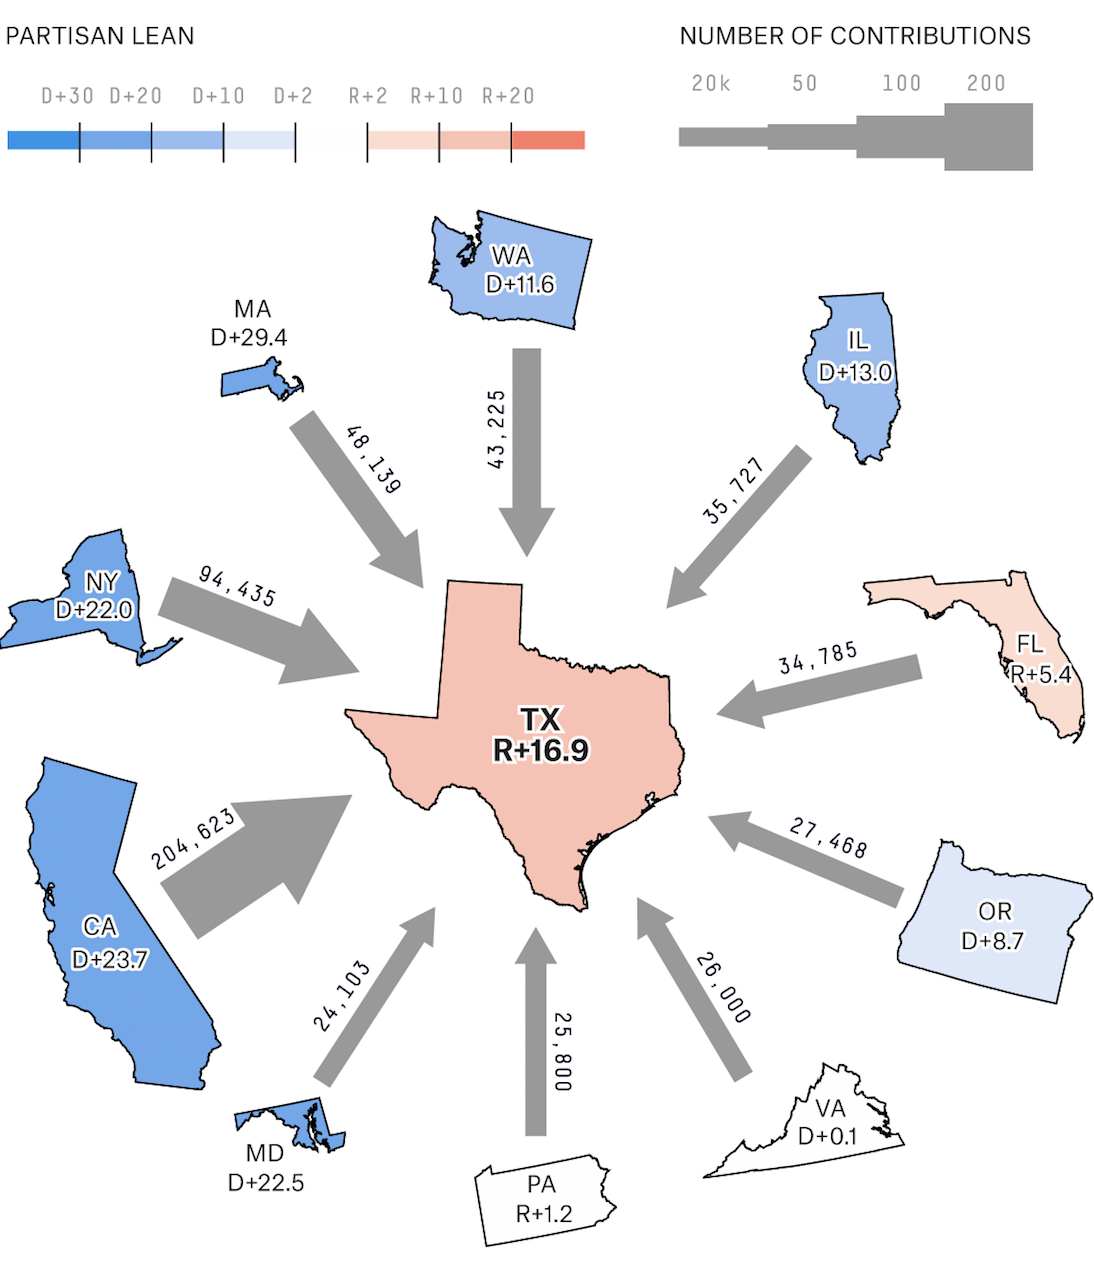 PARTISAN LEAN
D+30 D+20 D+10 D+2 R+2 R+10 R+20
NUMBER OF CONTRIBUTIONS
20k 50 100 200
WA
D+11.6
MA
D+29.4
IL
D+13.0
43,225
48,139
35,727
NY
D+22.0
94,435
FL
R+5.4
34,785
TX
R+16.9
204,623
27,468
CA
D+23.7
OR
D+8.7
24,103
25,800
26,000
MD
D+22.5
VA
D+0.1
PA
R+1.2